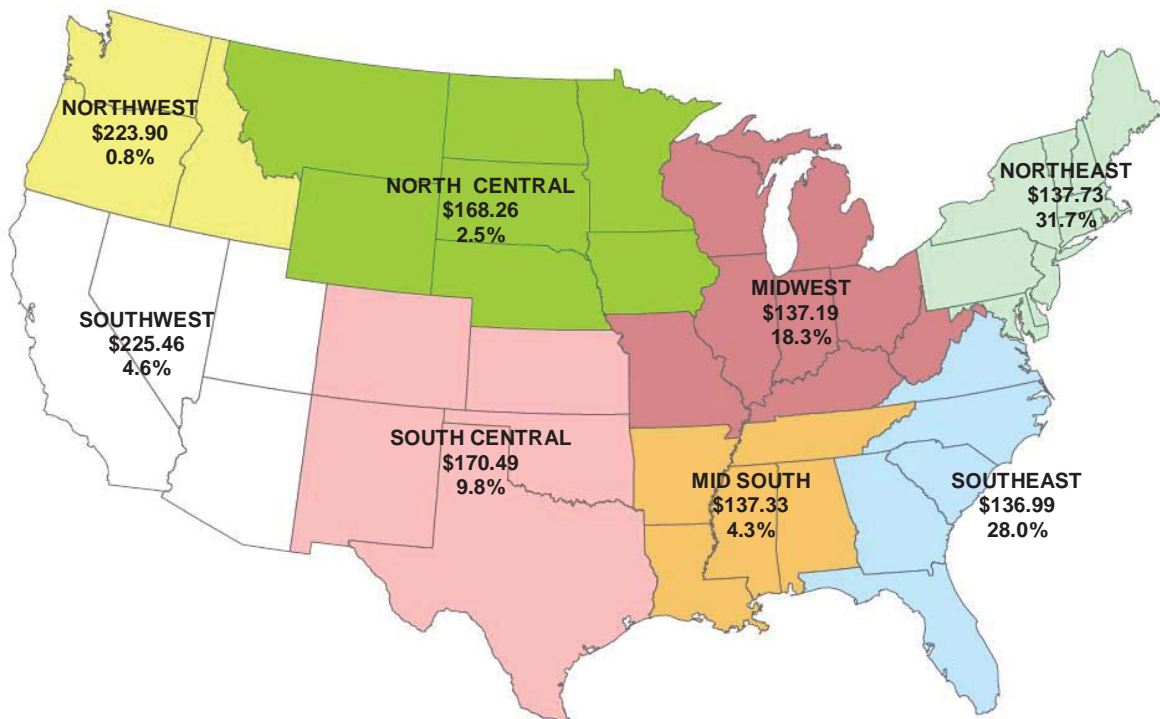 NORTHWEST
$223.90
0.8%
NORTH CENTRAL
$168.26
2.5%
NORTHEAST
$137.73
31.7%
MIDWEST
$137.19
18.3%
SOUTHWEST
$225.46
4.6%
SOUTH CENTRAL
$170.49
9.8%
MID SOUTH
$137.33
4.3%
SOUTHEAST
$136.99
28.0%